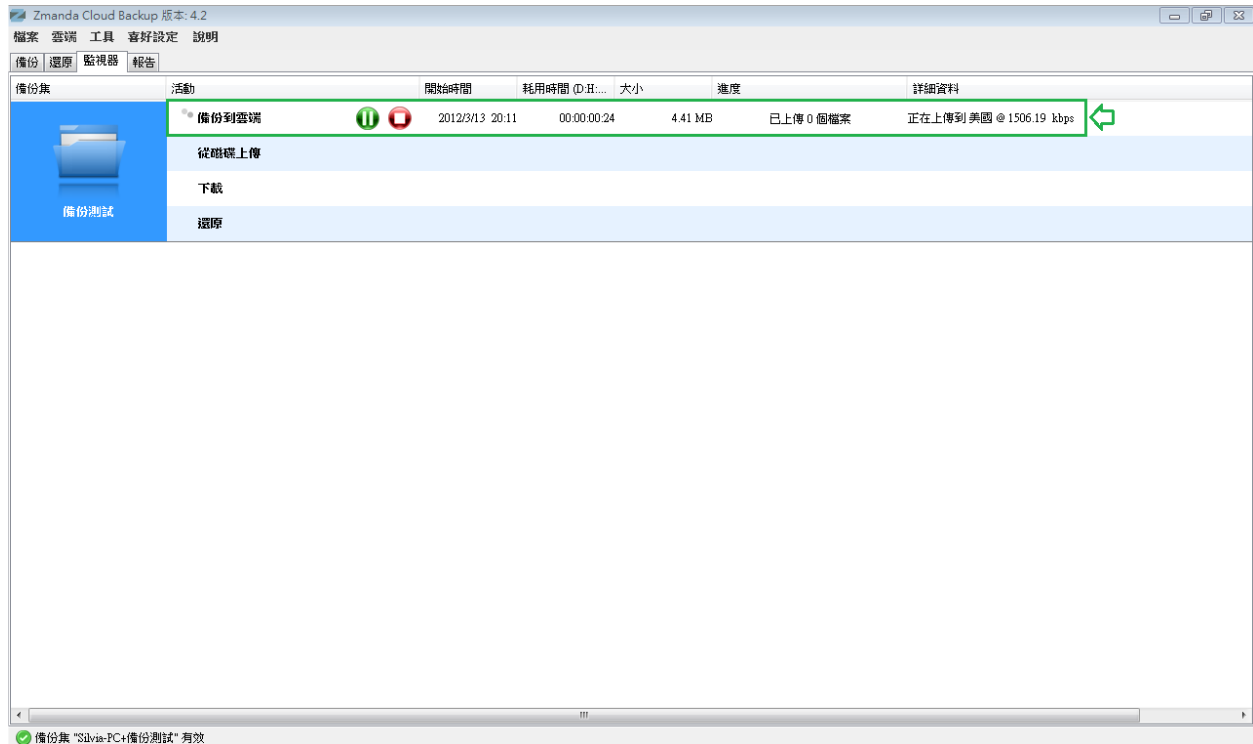 Zmanda Cloud Backup 版本: 4.2
檔案 雲端 工具 喜好設定 說明
備份 還原 監視器 報告
備份集 活動 開始時間 耗用時間 (D:H:... 大小 進度 詳細資料
備份到雲端 2012/3/13 20:11 00:00:00:24 4.41 MB 已上傳 0 個檔案 正在上傳到 美國 @ 1506.19 kbps
從磁碟上傳
下載
備份測試
還原
備份集 "Silvia-PC+備份測試" 有效